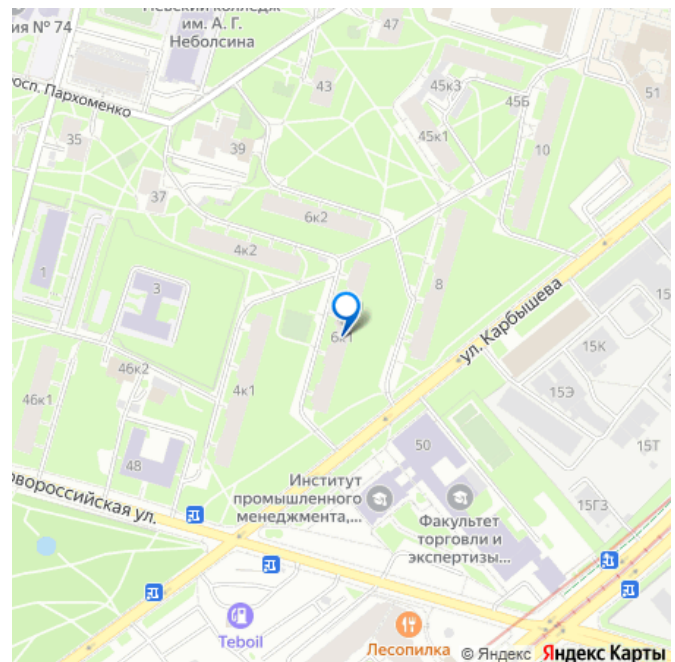 Невский колледж
ия № 74
им. А. Г.
Неболсина
47
осп. Пархоменко
43
45к3
45Б
51
45к1
10
35
39
37
6к2
4к2
8
1
3
6к1
ул. Карбышева
15
15К
46к2
15Э
46к1
4к1
15Т
48
50
овороссийская ул.
Институт
промышленного
менеджмента,...
Факультет
торговли и
экспертизы...
15Г3
Teboil
Лесопилка
© Яндекс Яндекс Карты